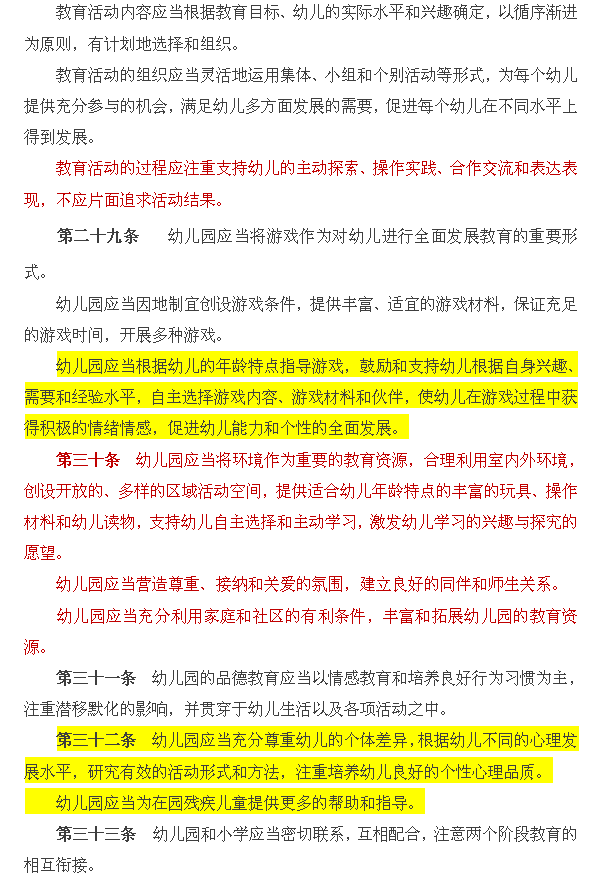 教育活动内容应当根据教育目标、幼儿的实际水平和兴趣确定，以循序渐进
为原则，有计划地选择和组织。
教育活动的组织应当灵活地运用集体、小组和个别活动等形式，为每个幼儿
提供充分参与的机会，满足幼儿多方面发展的需要，促进每个幼儿在不同水平上
得到发展。
教育活动的过程应注重支持幼儿的主动探索、操作实践、合作交流和表达表
现，不应片面追求活动结果。
第二十九条　幼儿园应当将游戏作为对幼儿进行全面发展教育的重要形
式。
幼儿园应当因地制宜创设游戏条件，提供丰富、适宜的游戏材料，保证充足
的游戏时间，开展多种游戏。
幼儿园应当根据幼儿的年龄特点指导游戏，鼓励和支持幼儿根据自身兴趣、
需要和经验水平，自主选择游戏内容、游戏材料和伙伴，使幼儿在游戏过程中获
得积极的情绪情感，促进幼儿能力和个性的全面发展。
第三十条　幼儿园应当将环境作为重要的教育资源，合理利用室内外环境，
创设开放的、多样的区域活动空间，提供适合幼儿年龄特点的丰富的玩具、操作
材料和幼儿读物，支持幼儿自主选择和主动学习，激发幼儿学习的兴趣与探究的
愿望。
幼儿园应当营造尊重、接纳和关爱的氛围，建立良好的同伴和师生关系。
幼儿园应当充分利用家庭和社区的有利条件，丰富和拓展幼儿园的教育资
源。
第三十一条　幼儿园的品德教育应当以情感教育和培养良好行为习惯为主，
注重潜移默化的影响，并贯穿于幼儿生活以及各项活动之中。
第三十二条　幼儿园应当充分尊重幼儿的个体差异，根据幼儿不同的心理发
展水平，研究有效的活动形式和方法，注重培养幼儿良好的个性心理品质。
幼儿园应当为在园残疾儿童提供更多的帮助和指导。
第三十三条　幼儿园和小学应当密切联系，互相配合，注意两个阶段教育的
相互衔接。